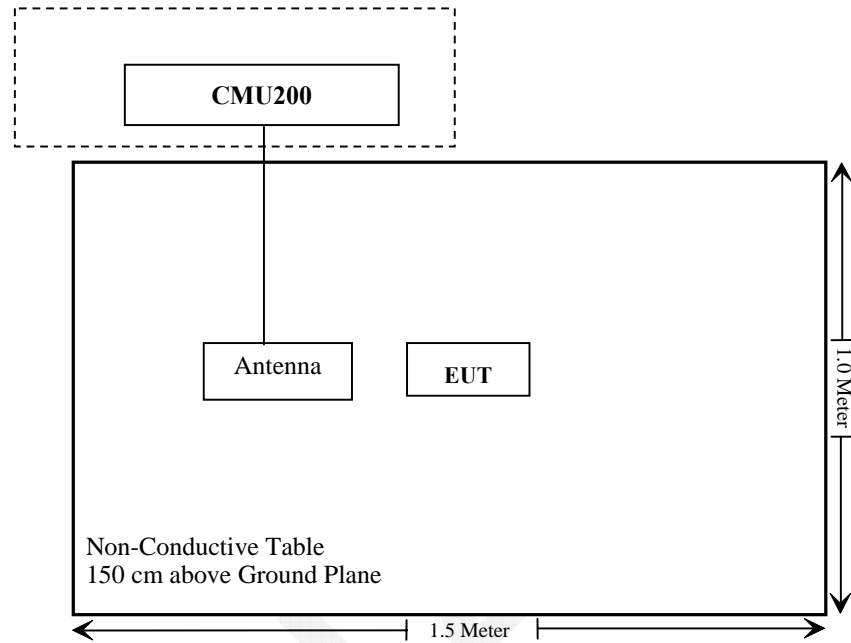 CMU200
Antenna
EUT
1.0 Meter
Non-Conductive Table
150 cm above Ground Plane
1.5 Meter